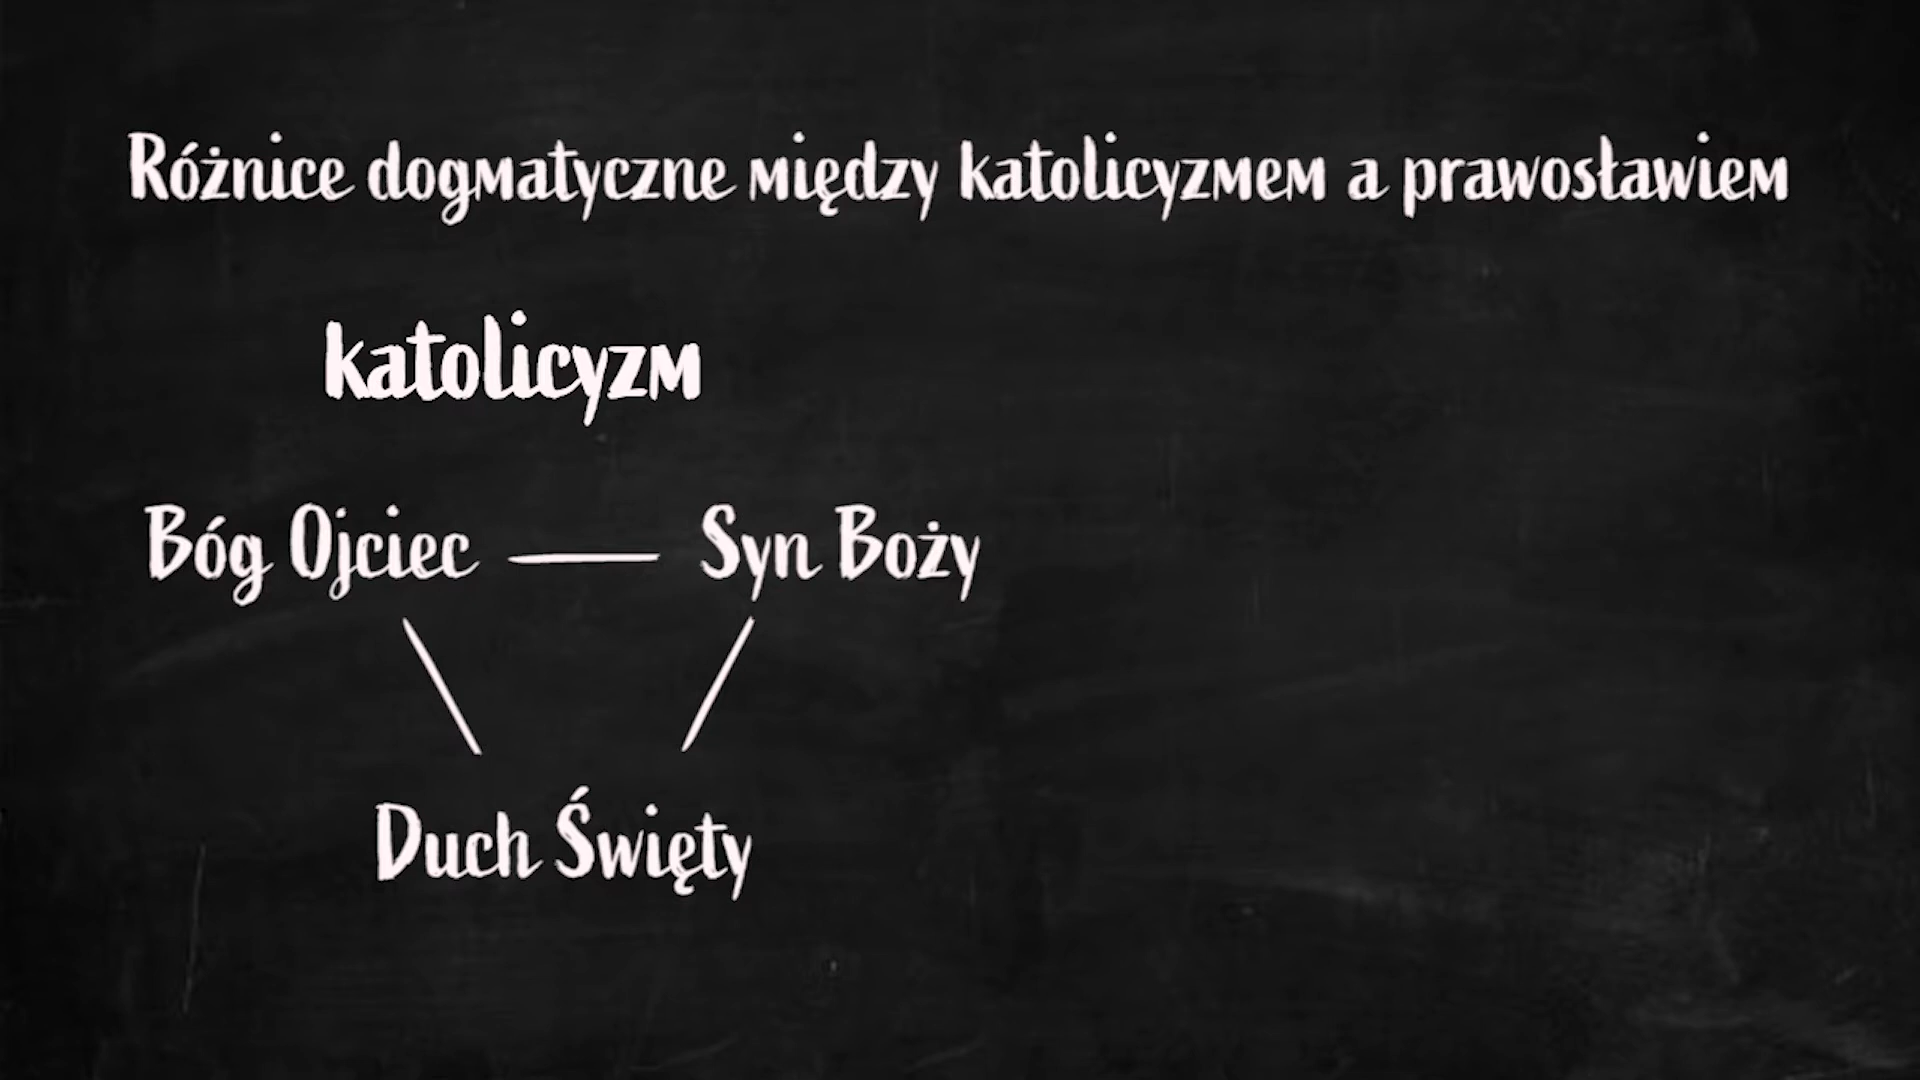 Różnice dogmatyczne między katolicyzmem a prawosławiem
katolicyzm
Bóg Ojciec Syn Boży
Duch Święty